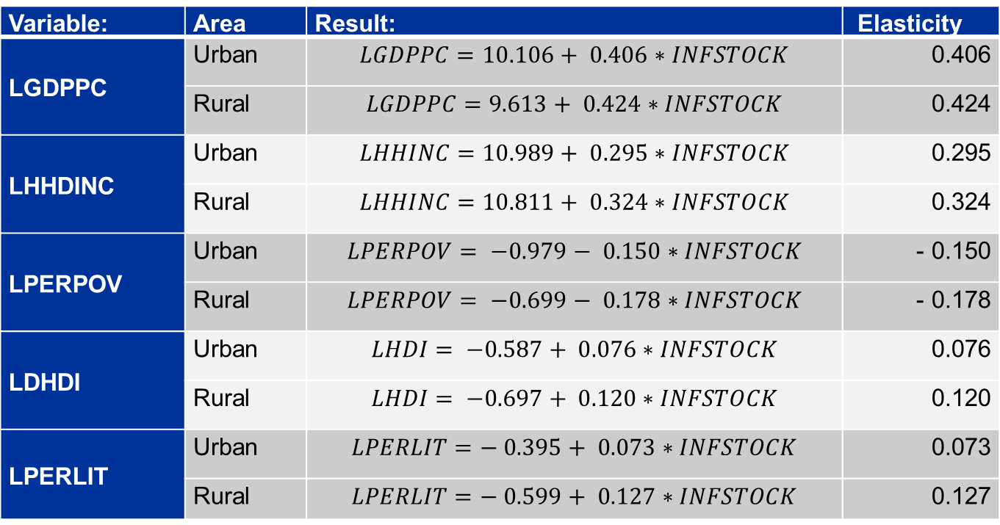 Variable: Area Result: Elasticity
LGDPPC
Urban LGDPPC = 10.106 + 0.406 * INFSTOCK 0.406
Rural LGDPPC = 9.613 + 0.424 * INFSTOCK 0.424
LHHDINC
Urban LHHINC = 10.989 + 0.295 * INFSTOCK 0.295
Rural LHHINC = 10.811 + 0.324 * INFSTOCK 0.324
LPERPOV
Urban LPERPOV = −0.979 − 0.150 * INFSTOCK - 0.150
Rural LPERPOV = −0.699 − 0.178 * INFSTOCK - 0.178
LDHDI
Urban LHDI = −0.587 + 0.076 * INFSTOCK 0.076
Rural LHDI = −0.697 + 0.120 * INFSTOCK 0.120
LPERLIT
Urban LPERLIT = − 0.395 + 0.073 * INFSTOCK 0.073
Rural LPERLIT = − 0.599 + 0.127 * INFSTOCK 0.127